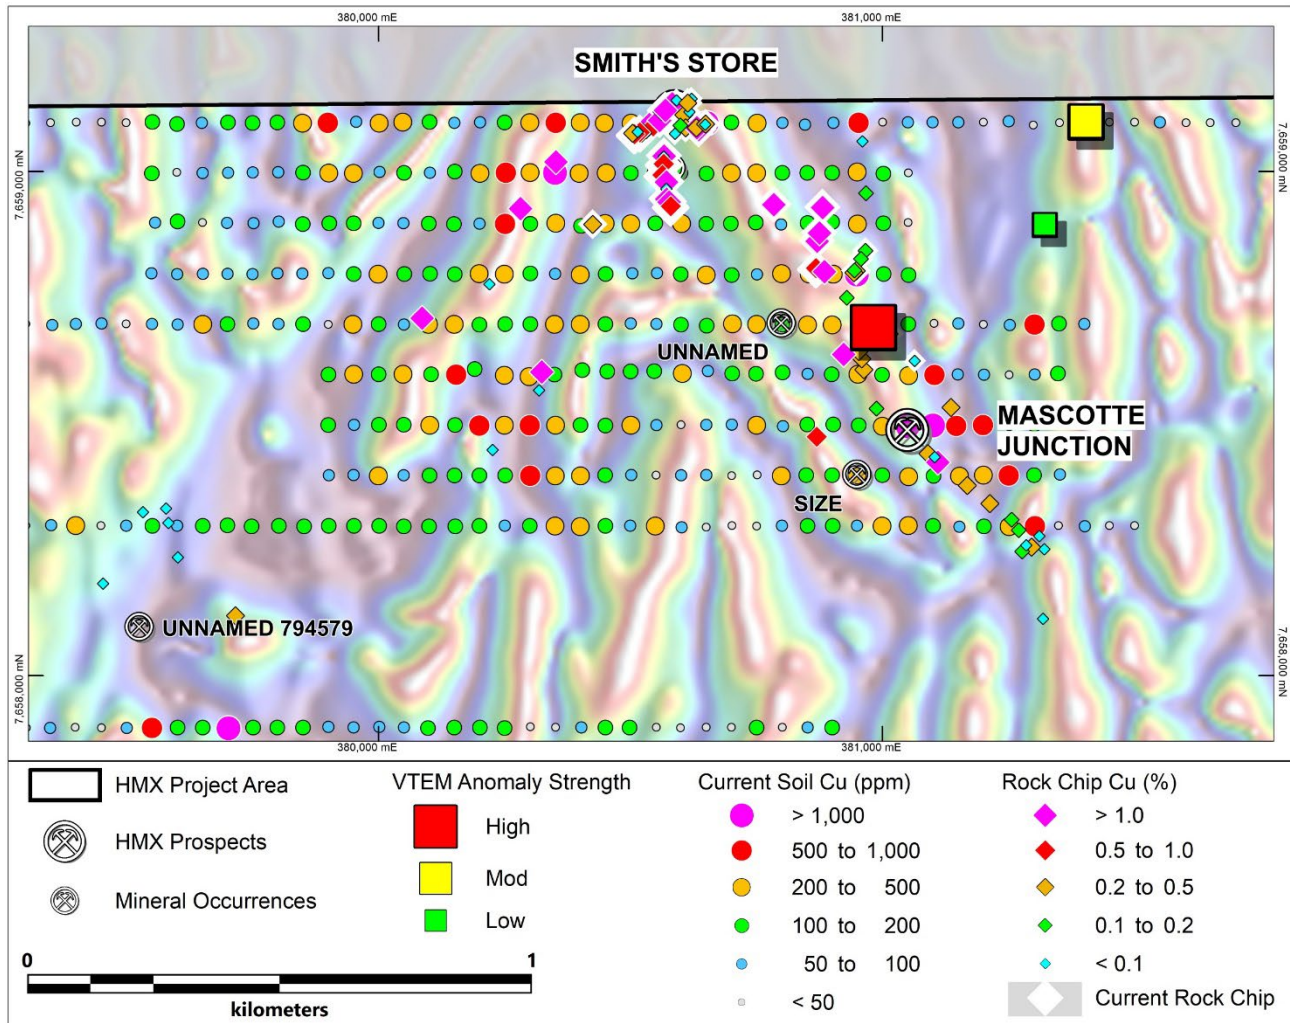 380,000 mE
381,000 mE
SMITH'S STORE
7,659,000 mN
7,659,000 mN
UNNAMED
MASCOTTE
JUNCTION
SIZE
UNNAMED 794579
7,658,000 mN
7,658,000 mN
380,000 mE
381,000 mE
HMX Project Area
HMX Prospects
Mineral Occurrences
0
1
kilometers
VTEM Anomaly Strength
High
Mod
Low
Current Soil Cu (ppm)
> 1,000
500 to 1,000
200 to 500
100 to 200
50 to 100
< 50
Rock Chip Cu (%)
> 1.0
0.5 to 1.0
0.2 to 0.5
0.1 to 0.2
< 0.1
Current Rock Chip